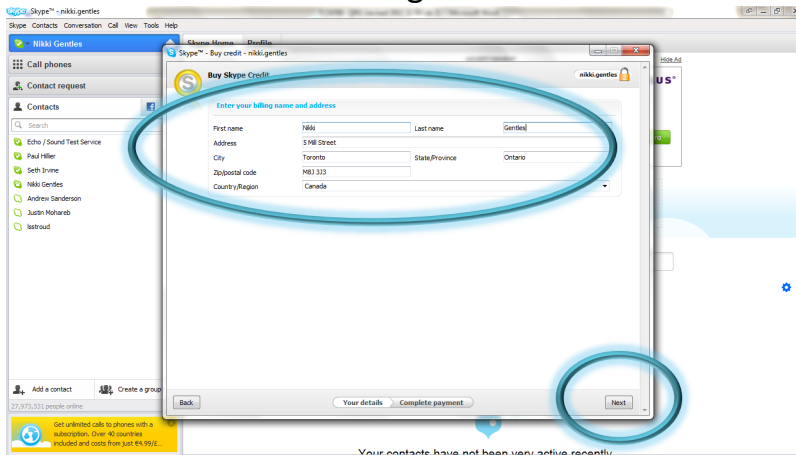 Skype™ - nikki.gentles
Skype Contacts Conversation Call View Tools Help
Nikki Gentles
Skype Home Profile
Call phones
Contact request
Contacts
Search
Echo / Sound Test Service
Paul Hillier
Seth Irvine
Nikki Gentles
Andrew Sanderson
Justin Mohareb
lsstroud
Add a contact Create a group
27,973,531 people online
Get unlimited calls to phones with a
subscription. Over 40 countries
included and costs from just €4.99/£...
Skype™ - Buy credit - nikki.gentles
Buy Skype Credit
nikki.gentles
Enter your billing name and address
First name Nikki Last name Gentles
Address 5 Mill Street
City Toronto State/Province Ontario
Zip/postal code M8J 3J3
Country/Region Canada
Back Your details Complete payment Next
Hide Ad
us
Your contacts have not been very active recently